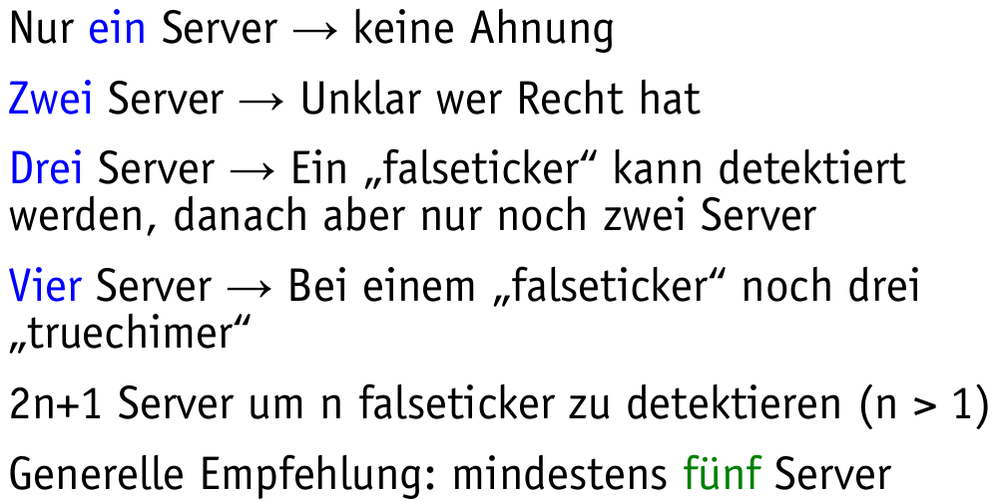 Nur ein Server → keine Ahnung
Zwei Server → Unklar wer Recht hat
Drei Server → Ein „falseticker“ kann detektiert
werden, danach aber nur noch zwei Server
Vier Server → Bei einem „falseticker“ noch drei
„truechimer“
2n+1 Server um n falseticker zu detektieren (n > 1)
Generelle Empfehlung: mindestens fünf Server